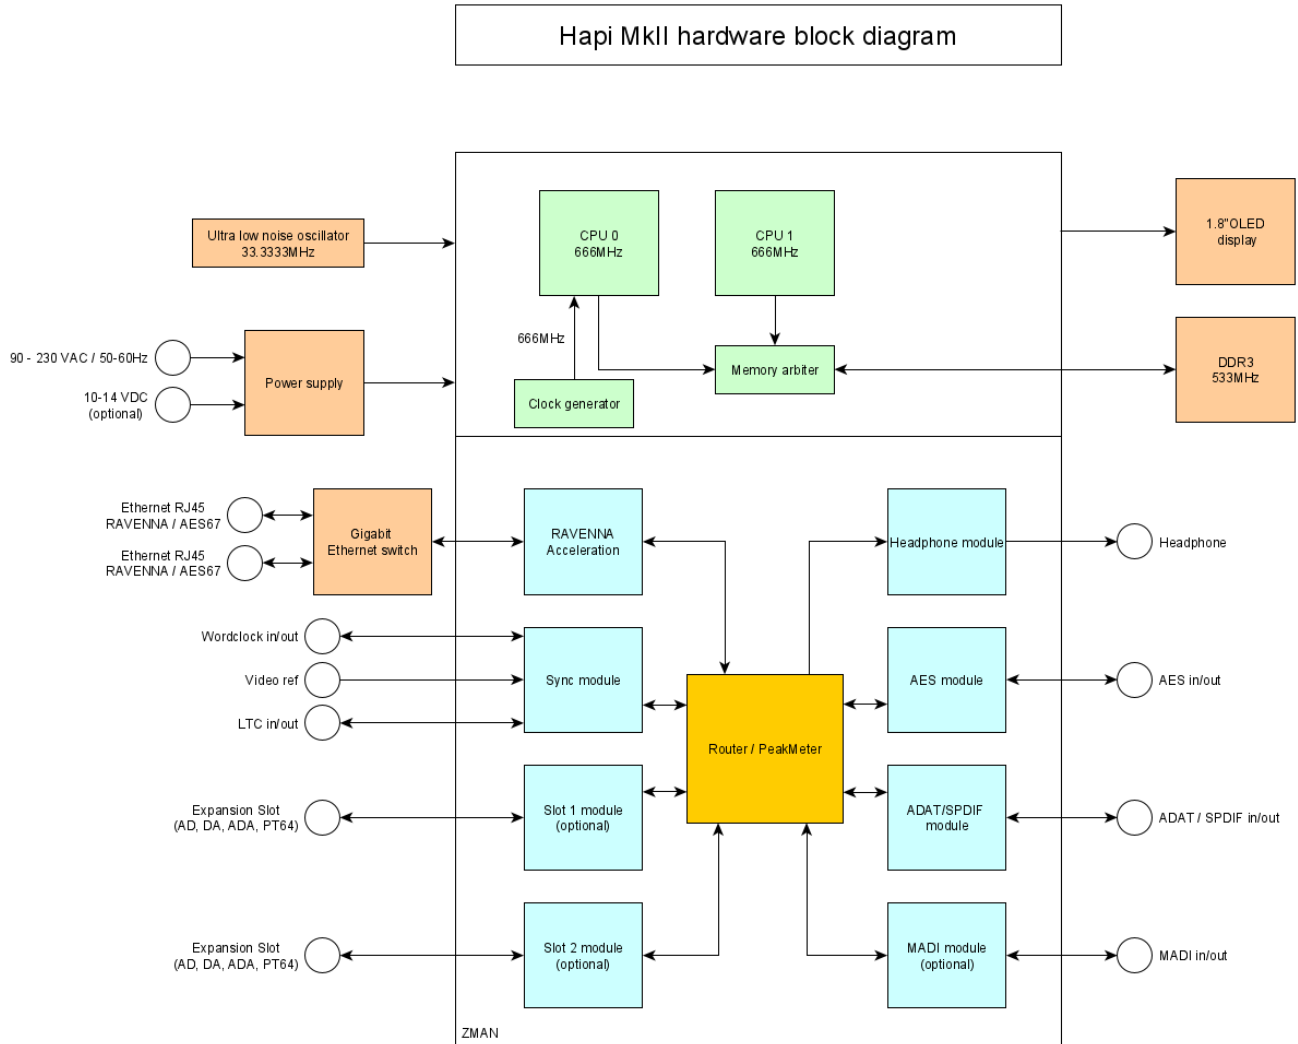 Hapi MkII hardware block diagram
Ultra low noise oscillator
33.3333MHz
CPU 0
666MHz
CPU 1
666MHz
1.8"OLED
display
90 - 230 VAC / 50-60Hz
10-14 VDC
(optional)
Power supply
666MHz
Clock generator
Memory arbiter
DDR3
533MHz
Ethernet RJ45
RAVENNA / AES67
Ethernet RJ45
RAVENNA / AES67
Gigabit
Ethernet switch
RAVENNA
Acceleration
Headphone module
Headphone
Wordclock in/out
Video ref
LTC in/out
Sync module
Router / PeakMeter
AES module
AES in/out
Expansion Slot
(AD, DA, ADA, PT64)
Slot 1 module
(optional)
ADAT/SPDIF
module
ADAT / SPDIF in/out
Expansion Slot
(AD, DA, ADA, PT64)
Slot 2 module
(optional)
MADI module
(optional)
MADI in/out
ZMAN